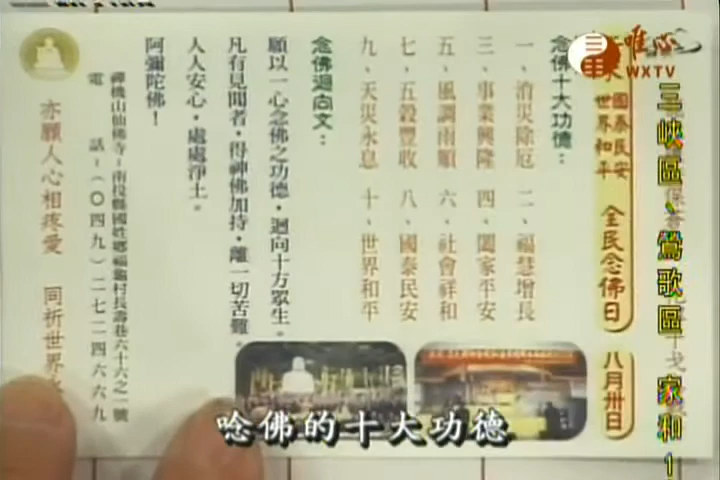 唯心
WXTV
國泰民安
世界和平
全民念佛日
八月卅日
念佛十大功德：
一、消災除厄　二、福慧增長
三、事業興隆　四、闔家平安
五、風調雨順　六、社會祥和
七、五穀豐收　八、國泰民安
九、天災永息　十、世界和平
念佛迴向文：
願以一心念佛之功德，迴向十方眾生。
凡有見聞者，得神佛加持，離一切苦難。
人人安心，處處淨土。
阿彌陀佛！
禪機山仙佛寺－南投縣國姓鄉福龜村長壽巷六十六之一號
電　話－(〇四九)二七二四六六九
亦願人心相疼愛　同祈世界
三峽區、鶯歌區　家和！
唸佛的十大功德